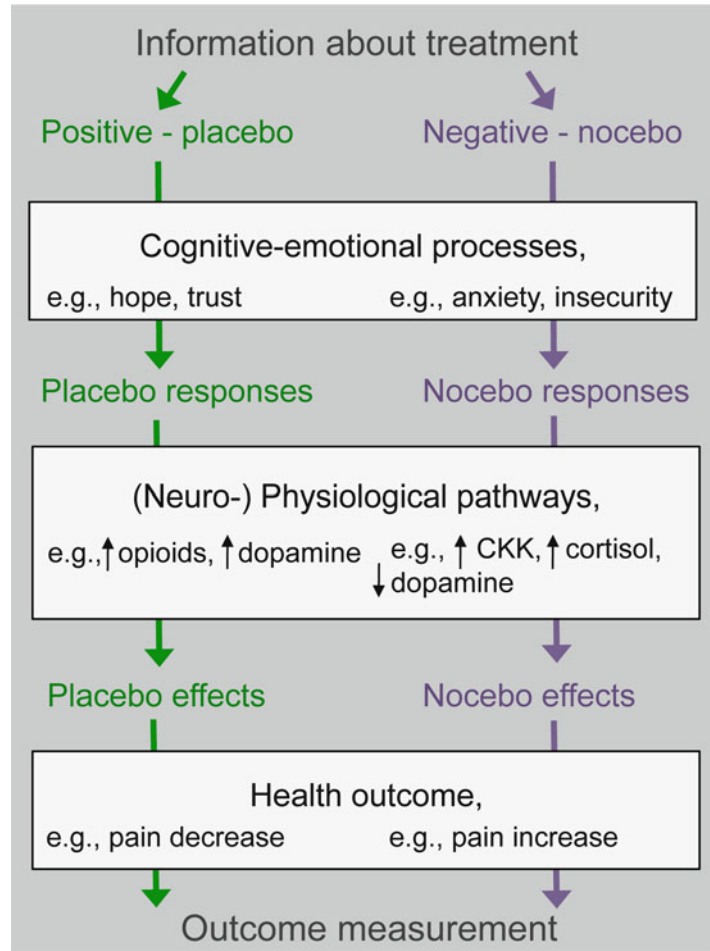 Information about treatment
Positive - placebo
Negative - nocebo
Cognitive-emotional processes,
e.g., hope, trust
e.g., anxiety, insecurity
Placebo responses
Nocebo responses
(Neuro-) Physiological pathways,
e.g.,↑opioids, ↑dopamine
e.g., ↑ CKK, ↑ cortisol,
↓ dopamine
Placebo effects
Nocebo effects
Health outcome,
e.g., pain decrease
e.g., pain increase
Outcome measurement